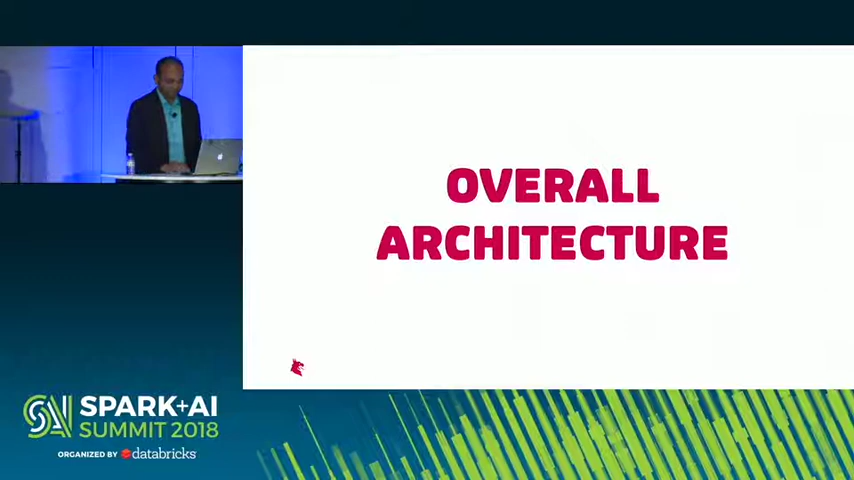 OVERALL
ARCHITECTURE
SPARK+AI
SUMMIT 2018
ORGANIZED BY databricks